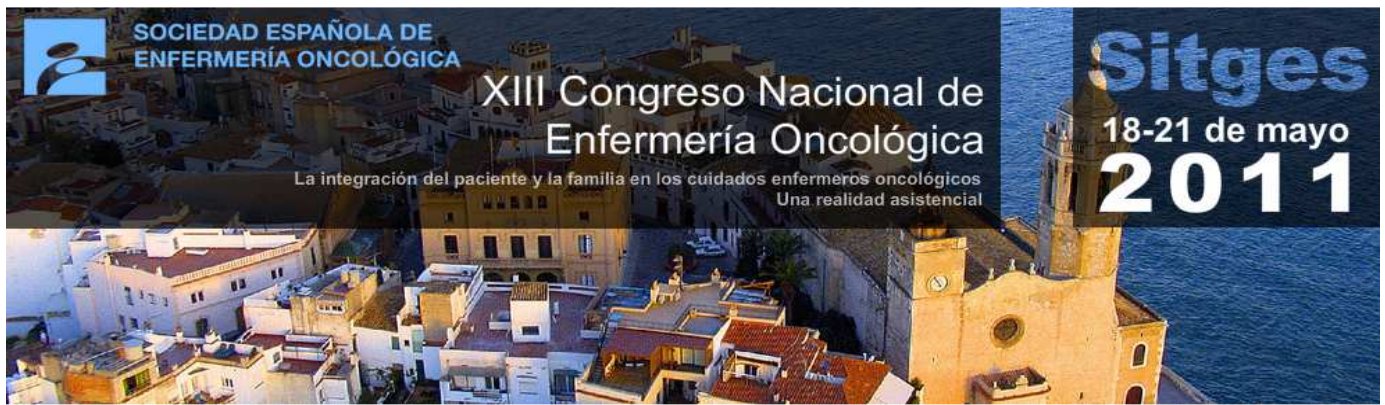 SOCIEDAD ESPAÑOLA DE
ENFERMERÍA ONCOLÓGICA
XIII Congreso Nacional de
Enfermería Oncológica
La integración del paciente y la familia en los cuidados enfermeros oncológicos
Una realidad asistencial
Sitges
18-21 de mayo
2011